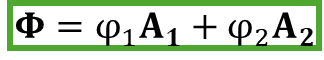 𝚽 = φ₁𝐀₁ + φ₂𝐀₂